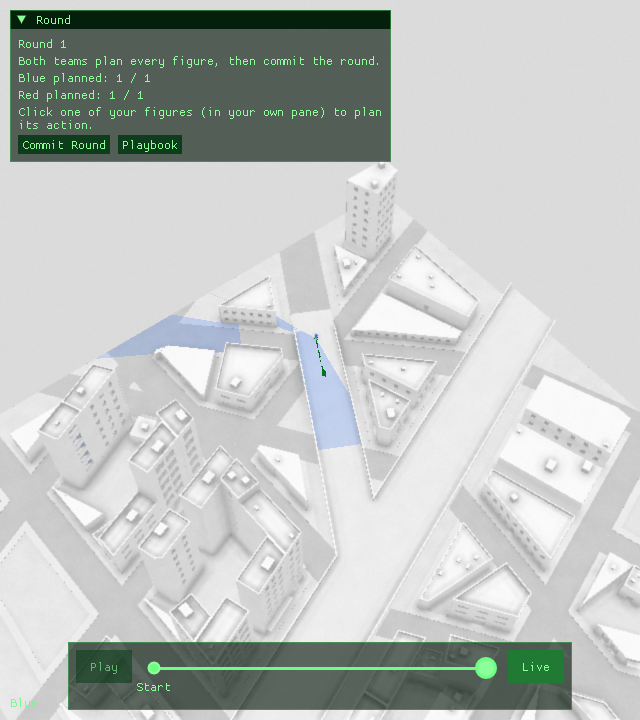 Round
Round 1
Both teams plan every figure, then commit the round.
Blue planned: 1 / 1
Red planned: 1 / 1
Click one of your figures (in your own pane) to plan
its action.
Commit Round Playbook
Play Live
Start
Blue